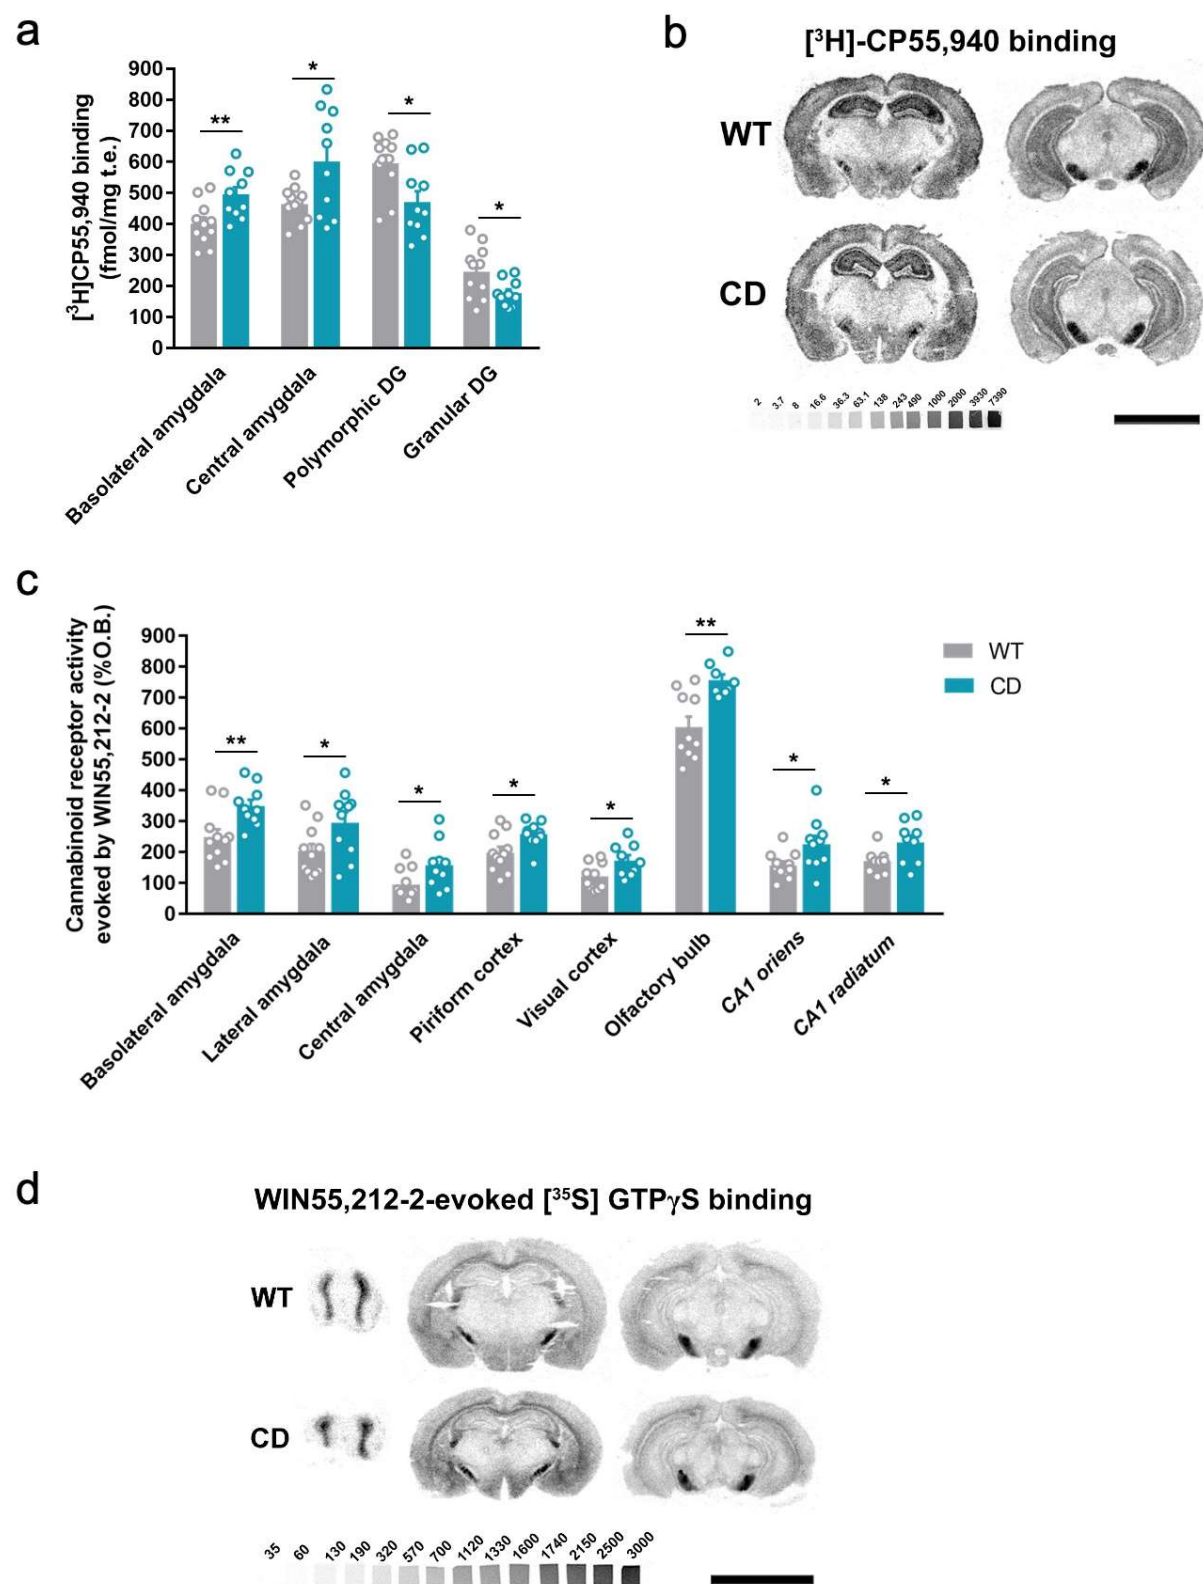 a
900
800
700
600
500
400
300
200
100
0
[³H]CP55,940 binding
(fmol/mg t.e.)
**
*
*
*
Basolateral amygdala
Central amygdala
Polymorphic DG
Granular DG
b
[³H]-CP55,940 binding
WT
CD
2 3.7 8 16.6 36.3 63.1 138 243 490 1000 2000 3930 7390
c
900
800
700
600
500
400
300
200
100
0
Cannabinoid receptor activity
evoked by WIN55,212-2 (%O.B.)
**
*
*
*
*
**
*
*
WT
CD
Basolateral amygdala
Lateral amygdala
Central amygdala
Piriform cortex
Visual cortex
Olfactory bulb
CA1 oriens
CA1 radiatum
d
WIN55,212-2-evoked [³⁵S] GTPγS binding
WT
CD
35 60 130 190 320 570 700 1120 1330 1600 1740 2150 2500 3000